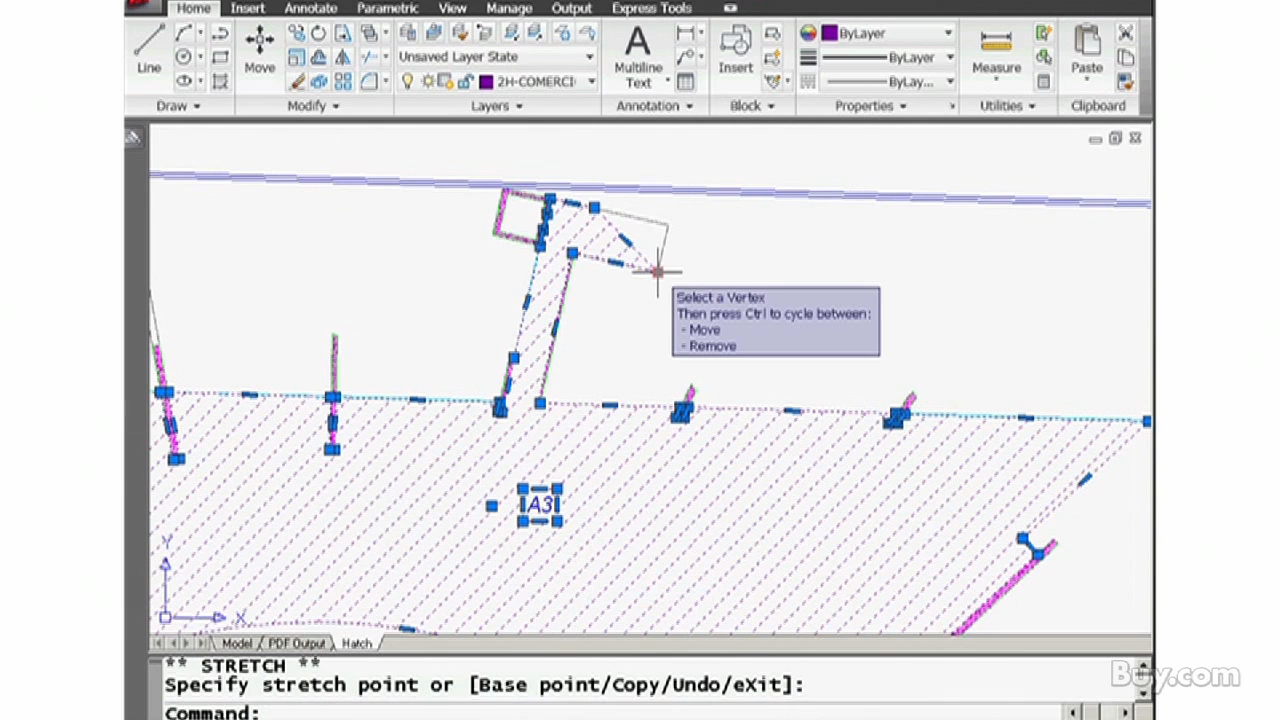 Home Insert Annotate Parametric View Manage Output Express Tools
Line
Move
Unsaved Layer State
2H-COMERCI
A
Multiline
Text
Insert
ByLayer
ByLayer
ByLay...
Measure
Paste
Draw Modify Layers Annotation Block Properties Utilities Clipboard
Select a Vertex
Then press Ctrl to cycle between:
- Move
- Remove
A3
Y
X
Model PDF Output Hatch
** STRETCH **
Specify stretch point or [Base point/Copy/Undo/eXit]:
Command:
Buy.com